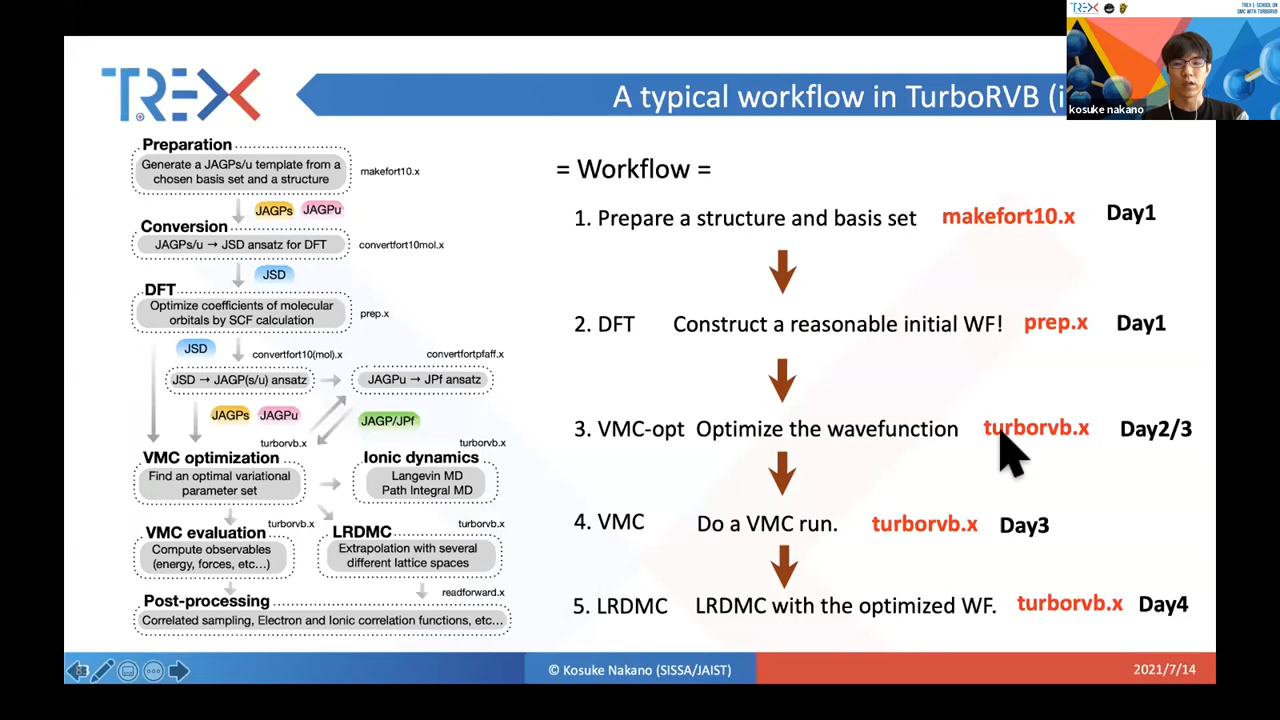 TREX
TREX E-SCHOOL ON
QMC WITH TURBORVB
kosuke nakano
TREX
A typical workflow in TurboRVB (i
Preparation
Generate a JAGPs/u template from a
chosen basis set and a structure
makefort10.x
JAGPs JAGPu
Conversion
JAGPs/u → JSD ansatz for DFT
convertfort10mol.x
JSD
DFT
Optimize coefficients of molecular
orbitals by SCF calculation
prep.x
JSD
convertfort10(mol).x
convertfortpfaff.x
JSD → JAGP(s/u) ansatz
JAGPu → JPf ansatz
JAGPs JAGPu
JAGP/JPf
turborvb.x
turborvb.x
VMC optimization
Ionic dynamics
Find an optimal variational
parameter set
Langevin MD
Path Integral MD
turborvb.x
turborvb.x
VMC evaluation
LRDMC
Compute observables
(energy, forces, etc...)
Extrapolation with several
different lattice spaces
readforward.x
Post-processing
Correlated sampling, Electron and Ionic correlation functions, etc...
= Workflow =
1. Prepare a structure and basis set makefort10.x Day1
2. DFT Construct a reasonable initial WF! prep.x Day1
3. VMC-opt Optimize the wavefunction turborvb.x Day2/3
4. VMC Do a VMC run. turborvb.x Day3
5. LRDMC LRDMC with the optimized WF. turborvb.x Day4
© Kosuke Nakano (SISSA/JAIST)
2021/7/14